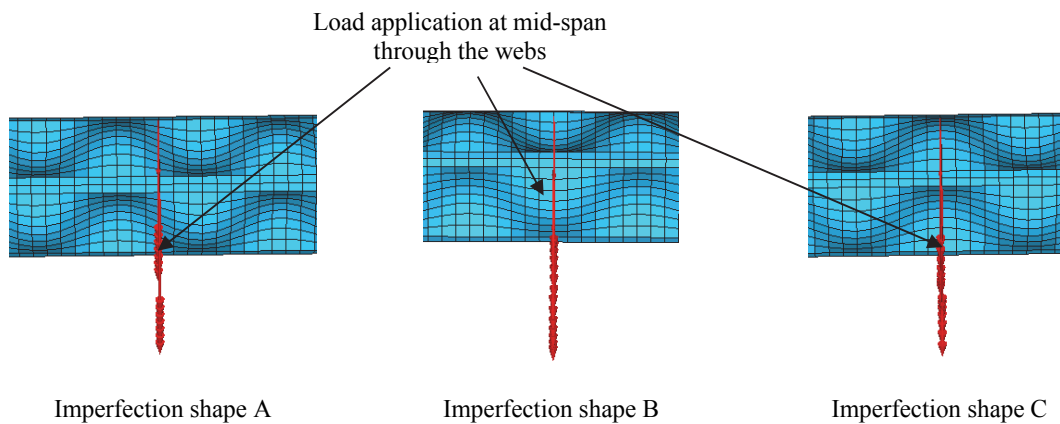 Load application at mid-span
through the webs
Imperfection shape A
Imperfection shape B
Imperfection shape C